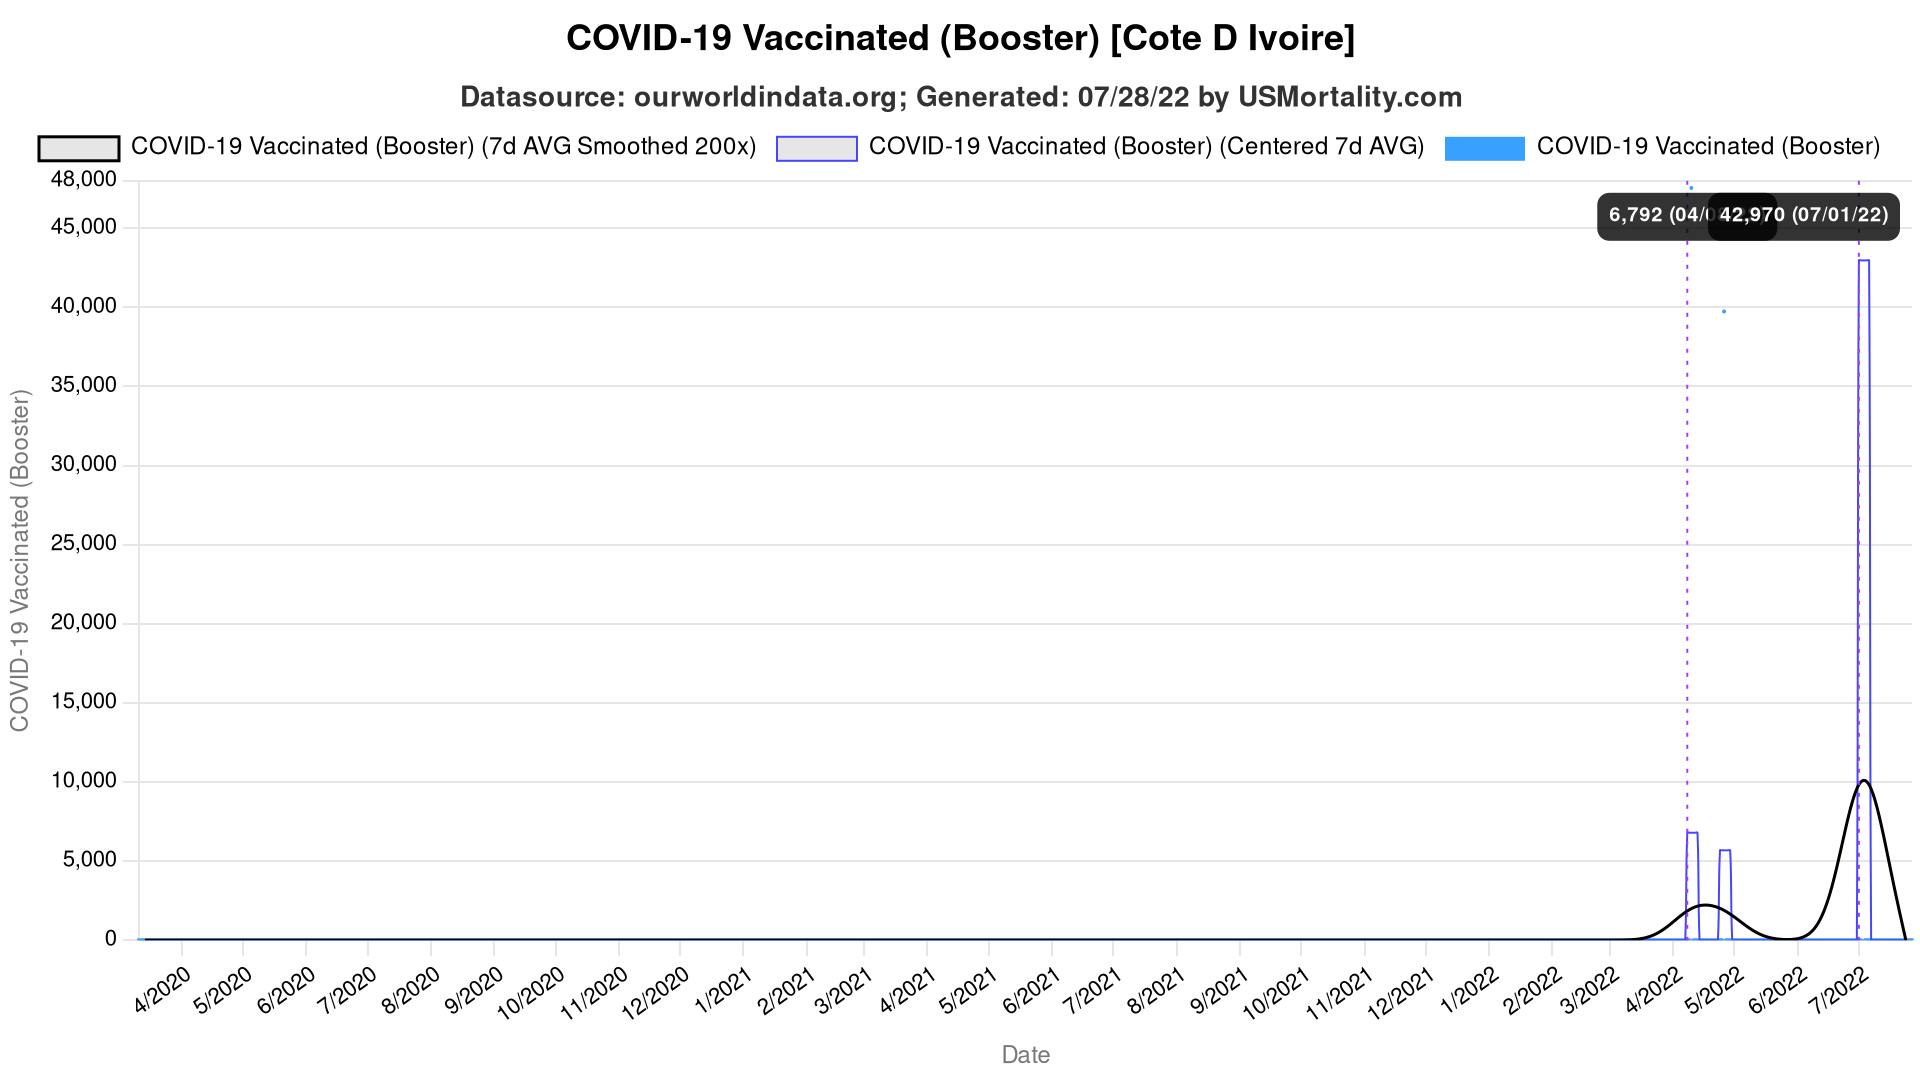 COVID-19 Vaccinated (Booster) [Cote D Ivoire]
Datasource: ourworldindata.org; Generated: 07/28/22 by USMortality.com
COVID-19 Vaccinated (Booster) (7d AVG Smoothed 200x) COVID-19 Vaccinated (Booster) (Centered 7d AVG) COVID-19 Vaccinated (Booster)
48,000
6,792 (04/0 42,970 (07/01/22)
45,000
40,000
35,000
30,000
25,000
20,000
15,000
10,000
5,000
0
COVID-19 Vaccinated (Booster)
4/2020 5/2020 6/2020 7/2020 8/2020 9/2020 10/2020 11/2020 12/2020 1/2021 2/2021 3/2021 4/2021 5/2021 6/2021 7/2021 8/2021 9/2021 10/2021 11/2021 12/2021 1/2022 2/2022 3/2022 4/2022 5/2022 6/2022 7/2022
Date